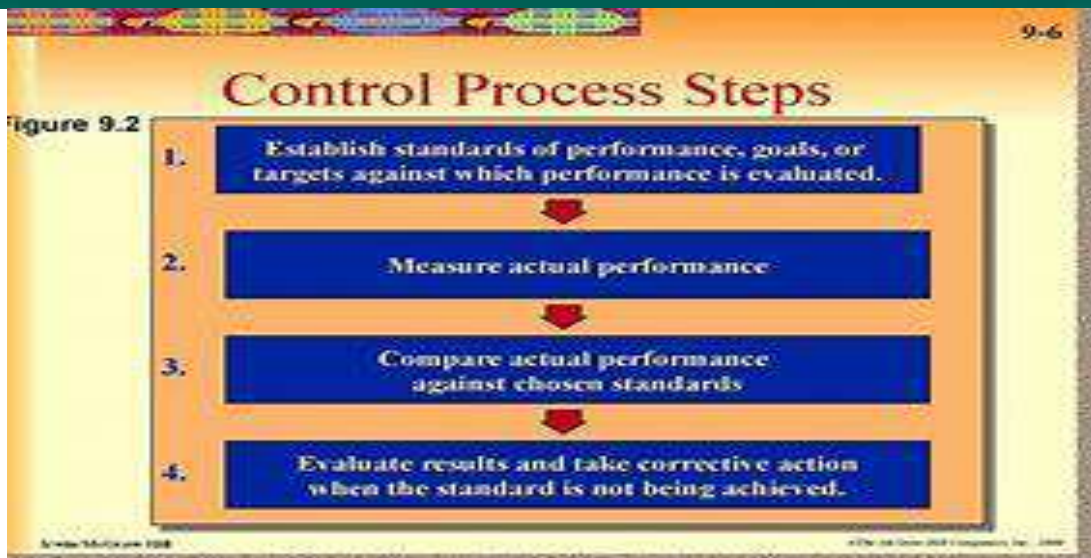 9-6
Control Process Steps
Figure 9.2
1.
Establish standards of performance, goals, or
targets against which performance is evaluated.
2.
Measure actual performance
3.
Compare actual performance
against chosen standards
4.
Evaluate results and take corrective action
when the standard is not being achieved.